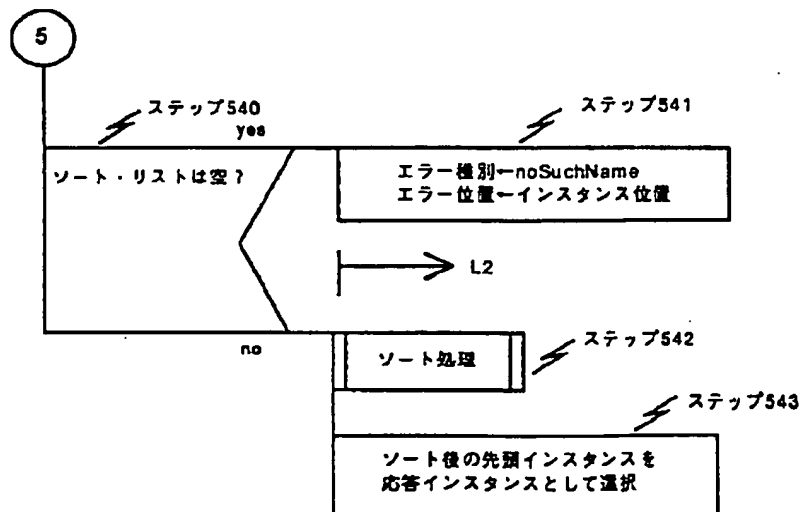 5
ステップ540
yes
ステップ541
ソート・リストは空?
エラー種別←noSuchName
エラー位置←インスタンス位置
L2
no
ソート処理
ステップ542
ステップ543
ソート後の先頭インスタンスを
応答インスタンスとして選択